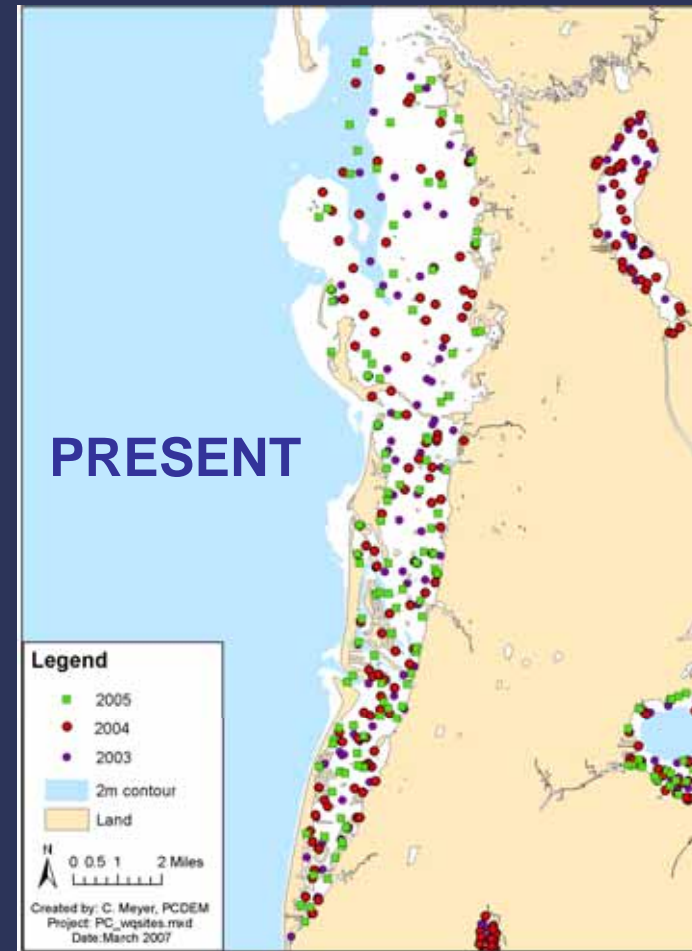 PRESENT
Legend
2005
2004
2003
2m contour
Land
N
0 0.5 1 2 Miles
Created by: C. Meyer, PCDEM
Project: PC_wqsites.mxd
Date:March 2007